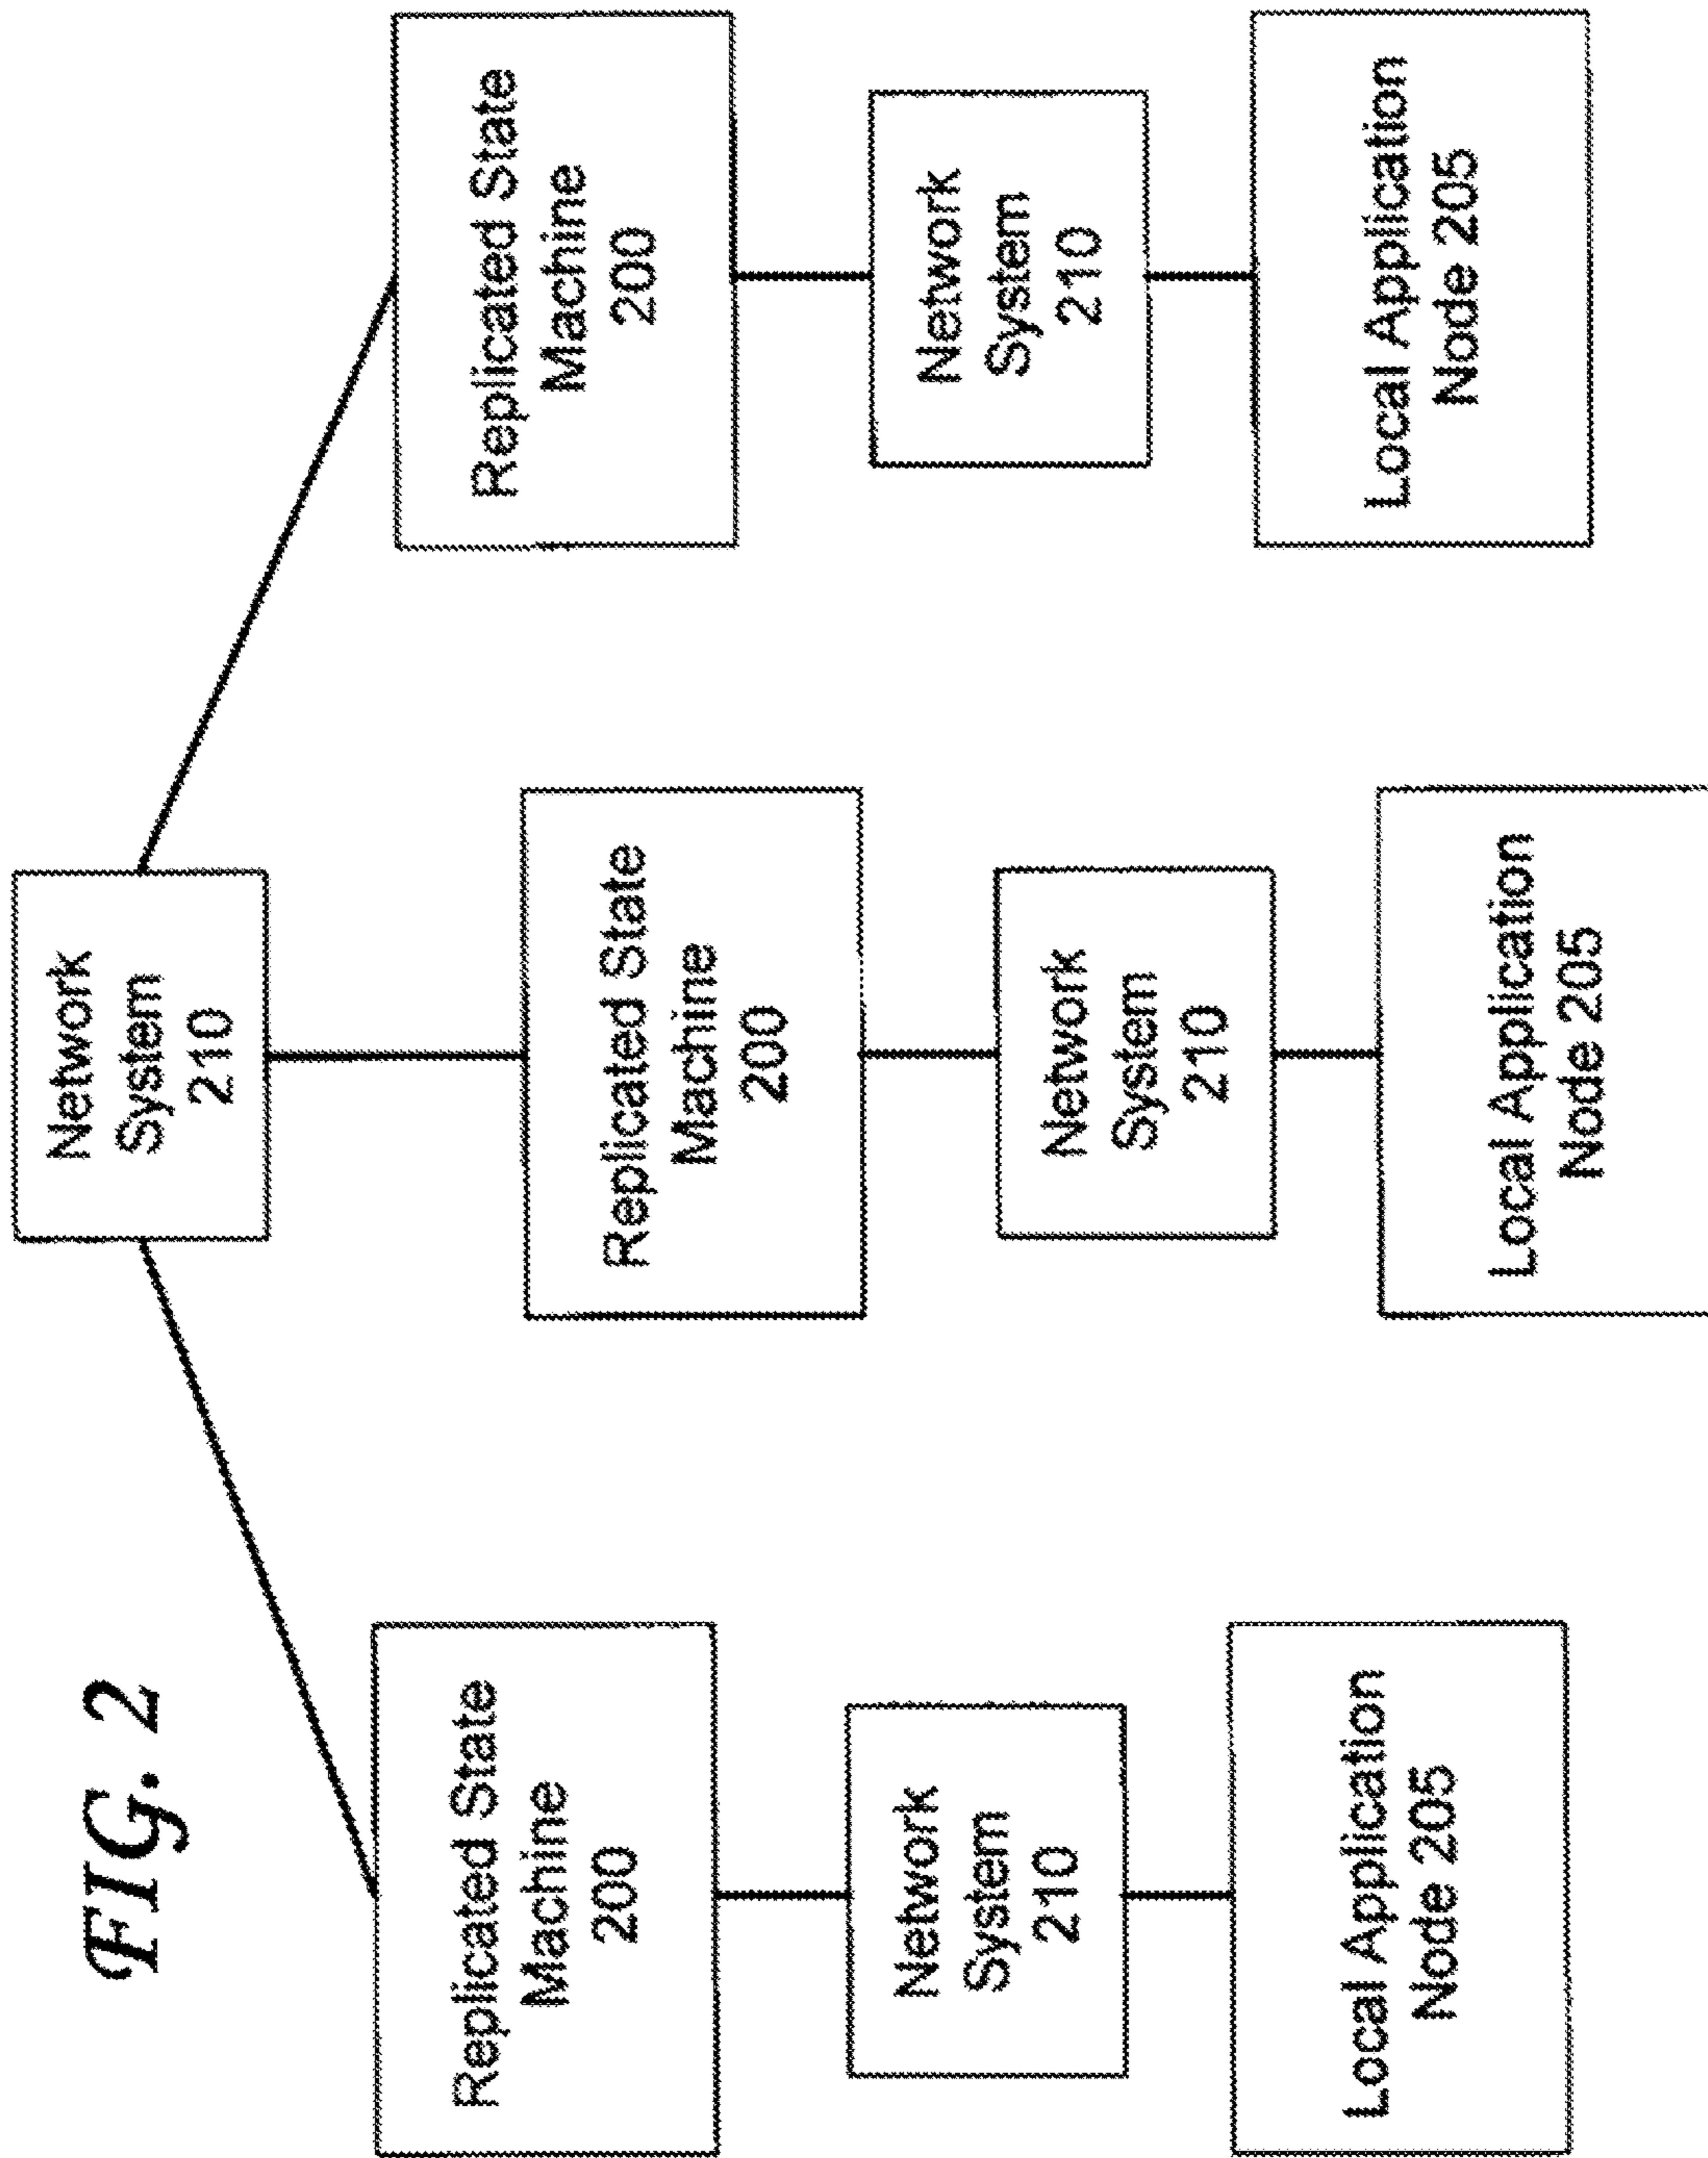 FIG. 2
Network
System
210
Replicated State
Machine
200
Network
System
210
Local Application
Node 205
Replicated State
Machine
200
Network
System
210
Local Application
Node 205
Replicated State
Machine
200
Network
System
210
Local Application
Node 205